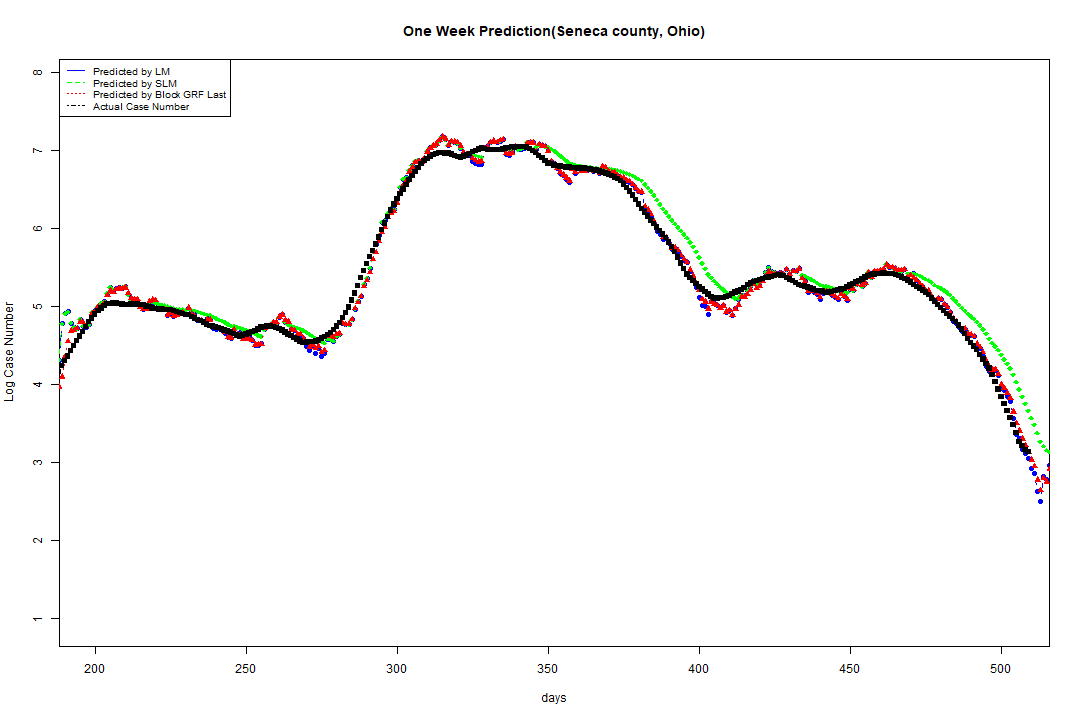 One Week Prediction(Seneca county, Ohio)
Predicted by LM
Predicted by SLM
Predicted by Block GRF Last
Actual Case Number
8
7
6
5
4
3
2
1
Log Case Number
200 250 300 350 400 450 500
days